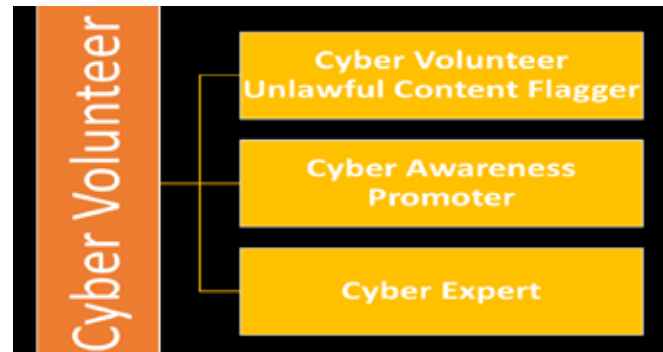 Cyber Volunteer
Cyber Volunteer
Unlawful Content Flagger
Cyber Awareness
Promoter
Cyber Expert